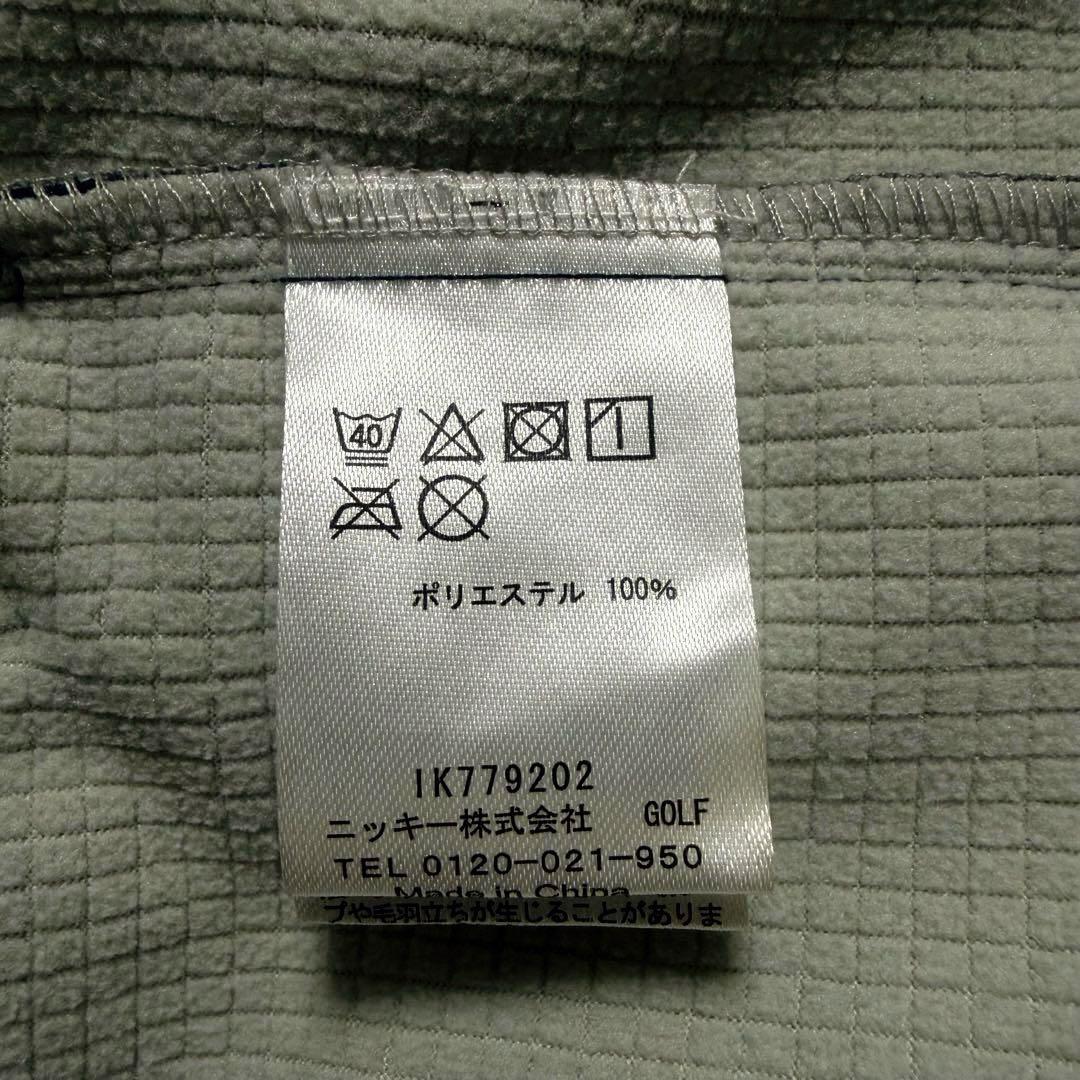 40
ポリエステル 100%
IK779202
ニッキー株式会社 GOLF
TEL 0120-021-950
Made in China
プや毛羽立ちが生じることがありま